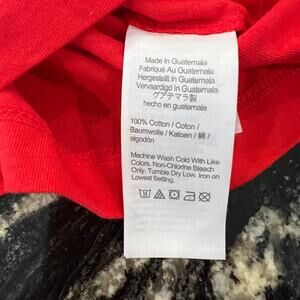 Made In Guatemala
Fabriqué Au Guatemala
Hergestellt In Guatemala
Vervaardigd In Guatemala
グアテマラ製
hecho en guatemala
100% Cotton / Coton /
Baumwolle / Katoen / 綿 /
algodón
Machine Wash Cold With Like
Colors. Non-Chlorine Bleach
Only. Tumble Dry Low. Iron on
Lowest Setting.